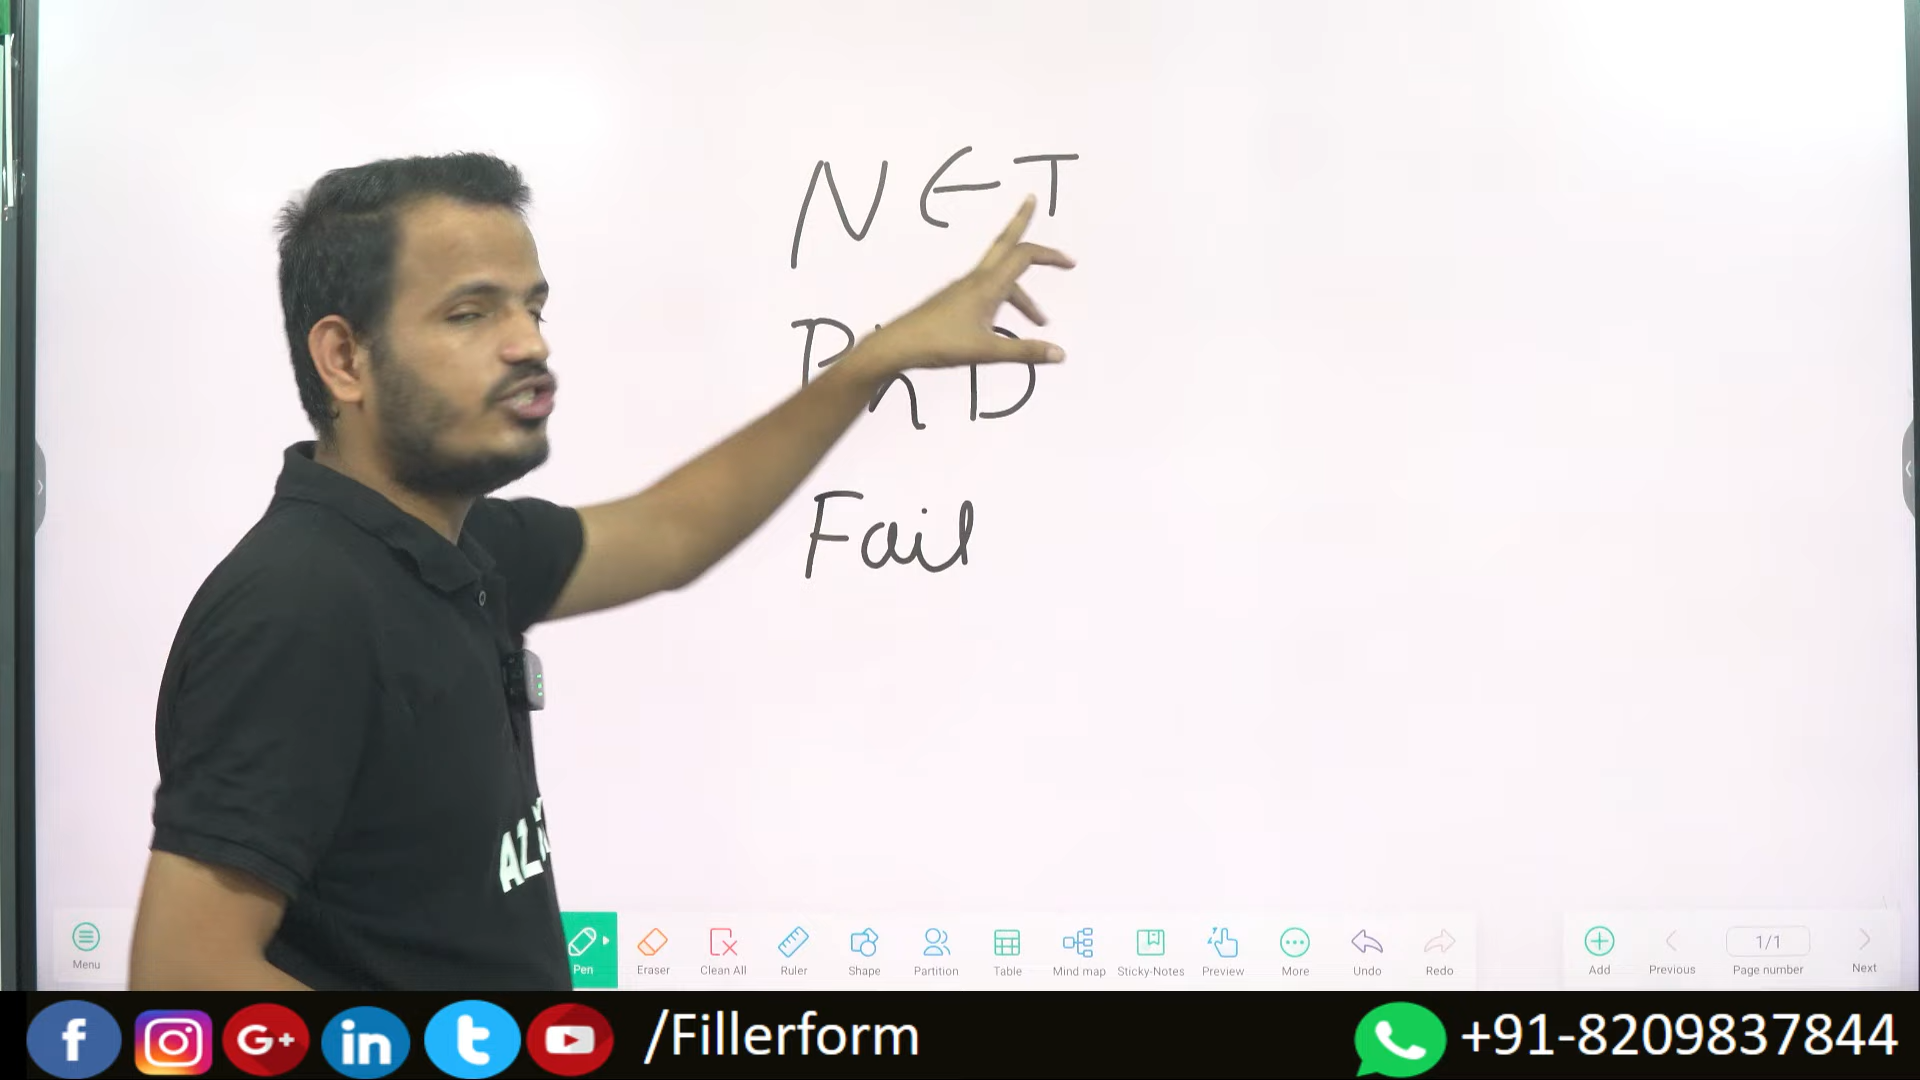 NET
PhD
Fail
AZ
Menu
Pen
Eraser
Clean All
Ruler
Shape
Partition
Table
Mind map
Sticky-Notes
Preview
More
Undo
Redo
Add
Previous
1/1
Page number
Next
/Fillerform
+91-8209837844